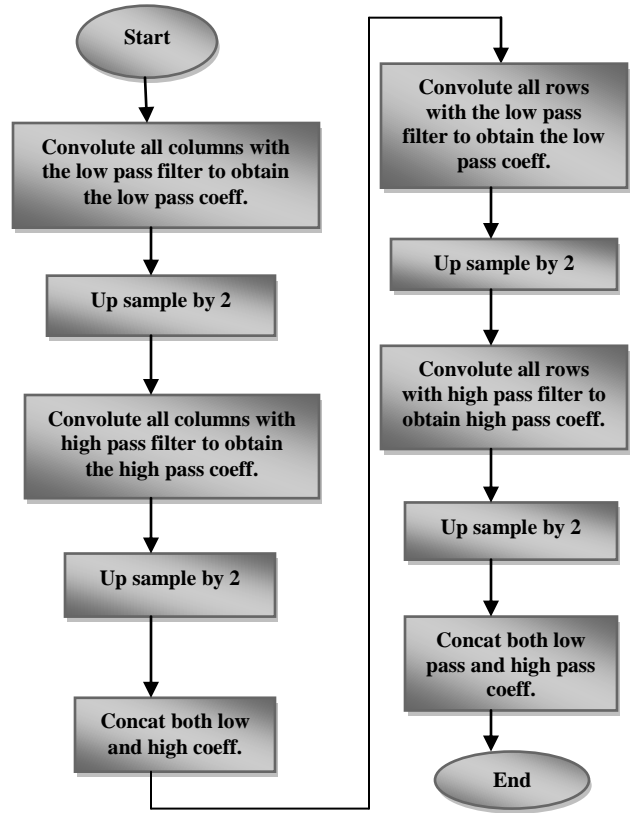 Start
Convolute all columns with
the low pass filter to obtain
the low pass coeff.
Up sample by 2
Convolute all columns with
high pass filter to obtain
the high pass coeff.
Up sample by 2
Concat both low
and high coeff.
Convolute all rows
with the low pass
filter to obtain the low
pass coeff.
Up sample by 2
Convolute all rows
with high pass filter to
obtain high pass coeff.
Up sample by 2
Concat both low
pass and high pass
coeff.
End